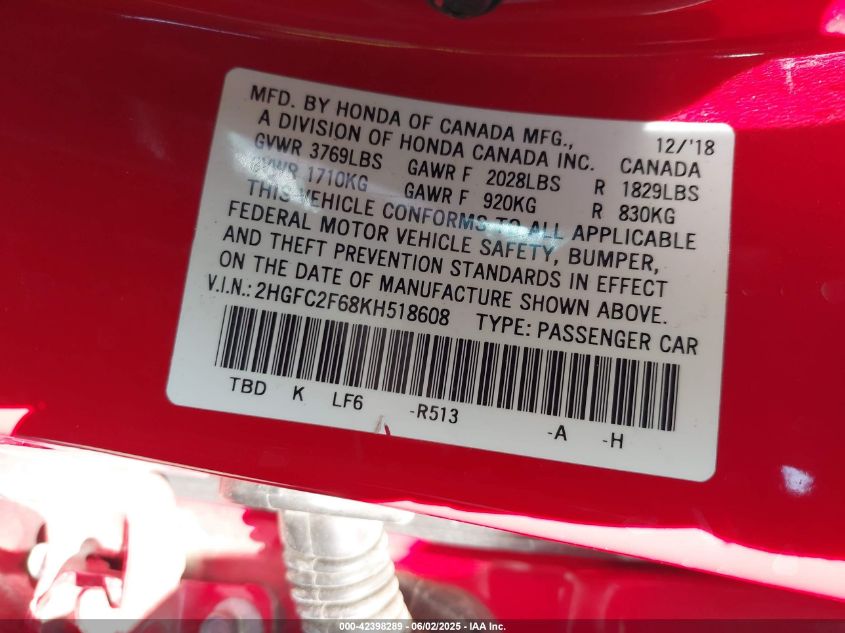 MFD. BY HONDA OF CANADA MFG., 12/'18
A DIVISION OF HONDA CANADA INC. CANADA
GVWR 3769LBS GAWR F 2028LBS R 1829LBS
GVWR 1710KG GAWR F 920KG R 830KG
THIS VEHICLE CONFORMS TO ALL APPLICABLE
FEDERAL MOTOR VEHICLE SAFETY, BUMPER,
AND THEFT PREVENTION STANDARDS IN EFFECT
ON THE DATE OF MANUFACTURE SHOWN ABOVE.
V.I.N.: 2HGFC2F68KH518608 TYPE: PASSENGER CAR
TBD K LF6 -R513 -A -H
000-42398289 - 06/02/2025 - IAA Inc.